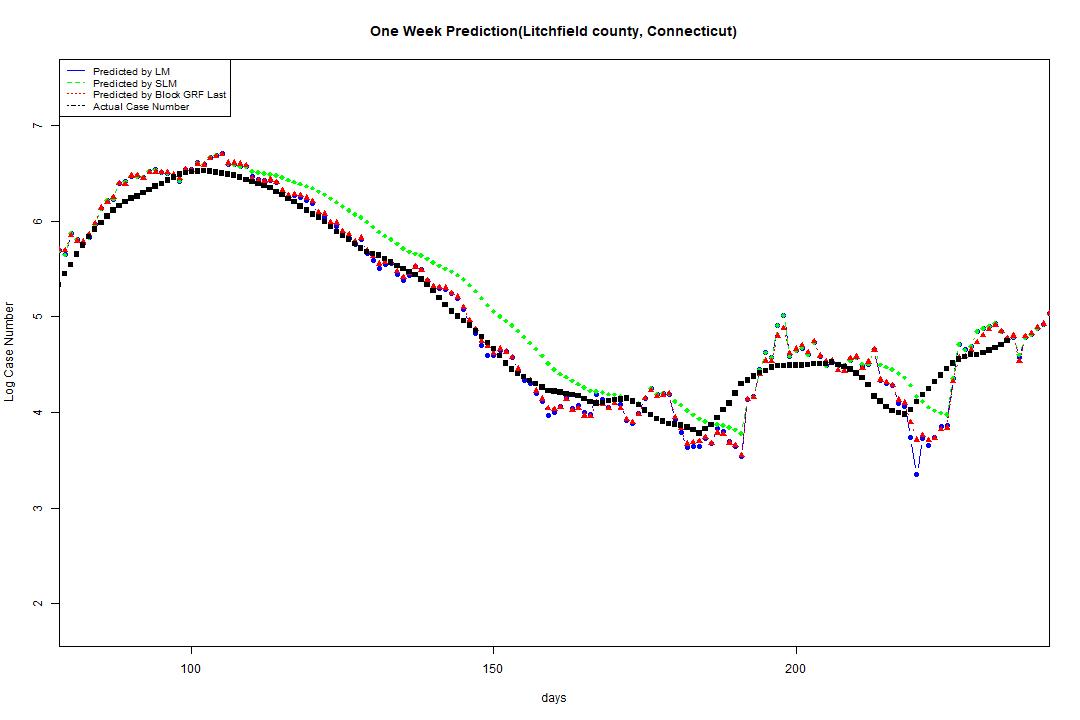 One Week Prediction(Litchfield county, Connecticut)
Predicted by LM
Predicted by SLM
Predicted by Block GRF Last
Actual Case Number
7
6
5
4
3
2
Log Case Number
100 150 200
days